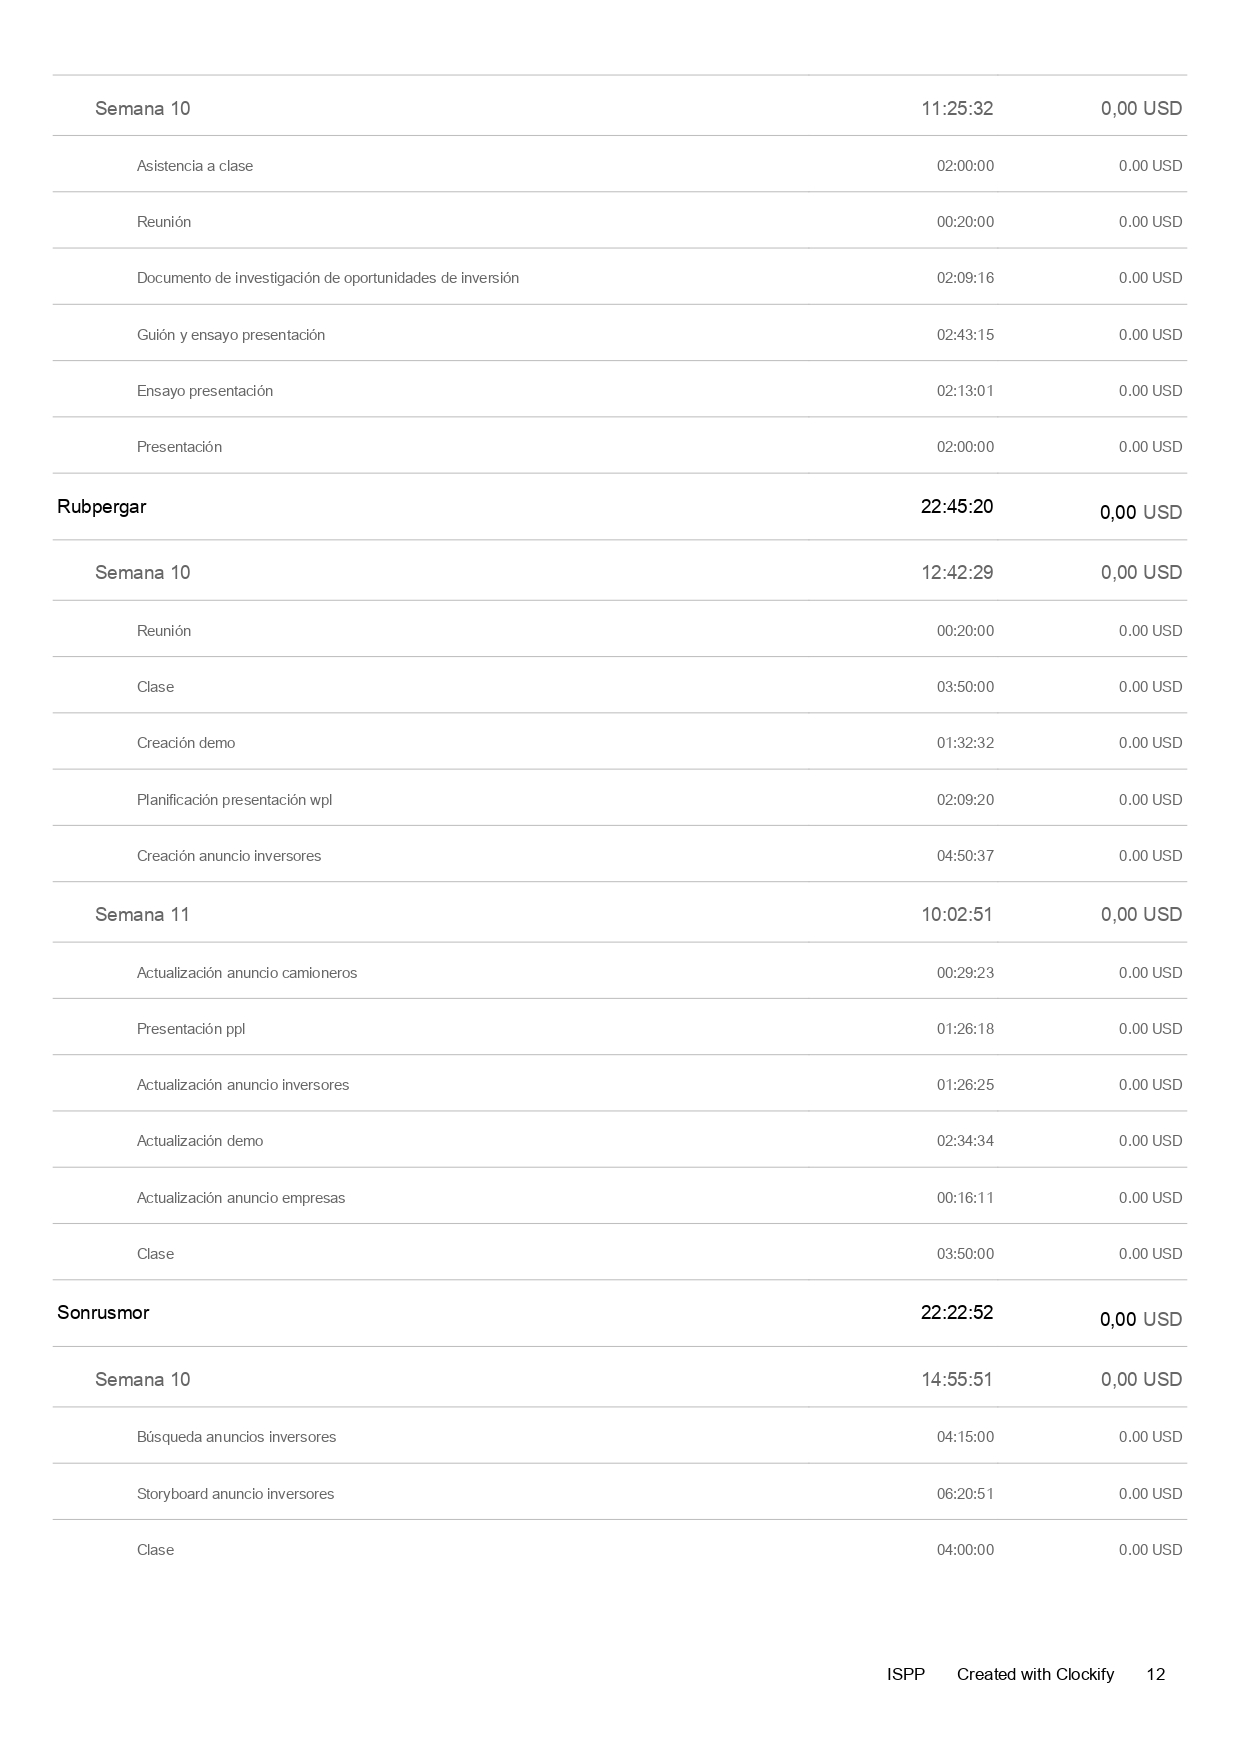 Semana 10 11:25:32 0,00 USD
Asistencia a clase 02:00:00 0.00 USD
Reunión 00:20:00 0.00 USD
Documento de investigación de oportunidades de inversión 02:09:16 0.00 USD
Guión y ensayo presentación 02:43:15 0.00 USD
Ensayo presentación 02:13:01 0.00 USD
Presentación 02:00:00 0.00 USD
Rubpergar 22:45:20 0,00 USD
Semana 10 12:42:29 0,00 USD
Reunión 00:20:00 0.00 USD
Clase 03:50:00 0.00 USD
Creación demo 01:32:32 0.00 USD
Planificación presentación wpl 02:09:20 0.00 USD
Creación anuncio inversores 04:50:37 0.00 USD
Semana 11 10:02:51 0,00 USD
Actualización anuncio camioneros 00:29:23 0.00 USD
Presentación ppl 01:26:18 0.00 USD
Actualización anuncio inversores 01:26:25 0.00 USD
Actualización demo 02:34:34 0.00 USD
Actualización anuncio empresas 00:16:11 0.00 USD
Clase 03:50:00 0.00 USD
Sonrusmor 22:22:52 0,00 USD
Semana 10 14:55:51 0,00 USD
Búsqueda anuncios inversores 04:15:00 0.00 USD
Storyboard anuncio inversores 06:20:51 0.00 USD
Clase 04:00:00 0.00 USD
ISPP Created with Clockify 12